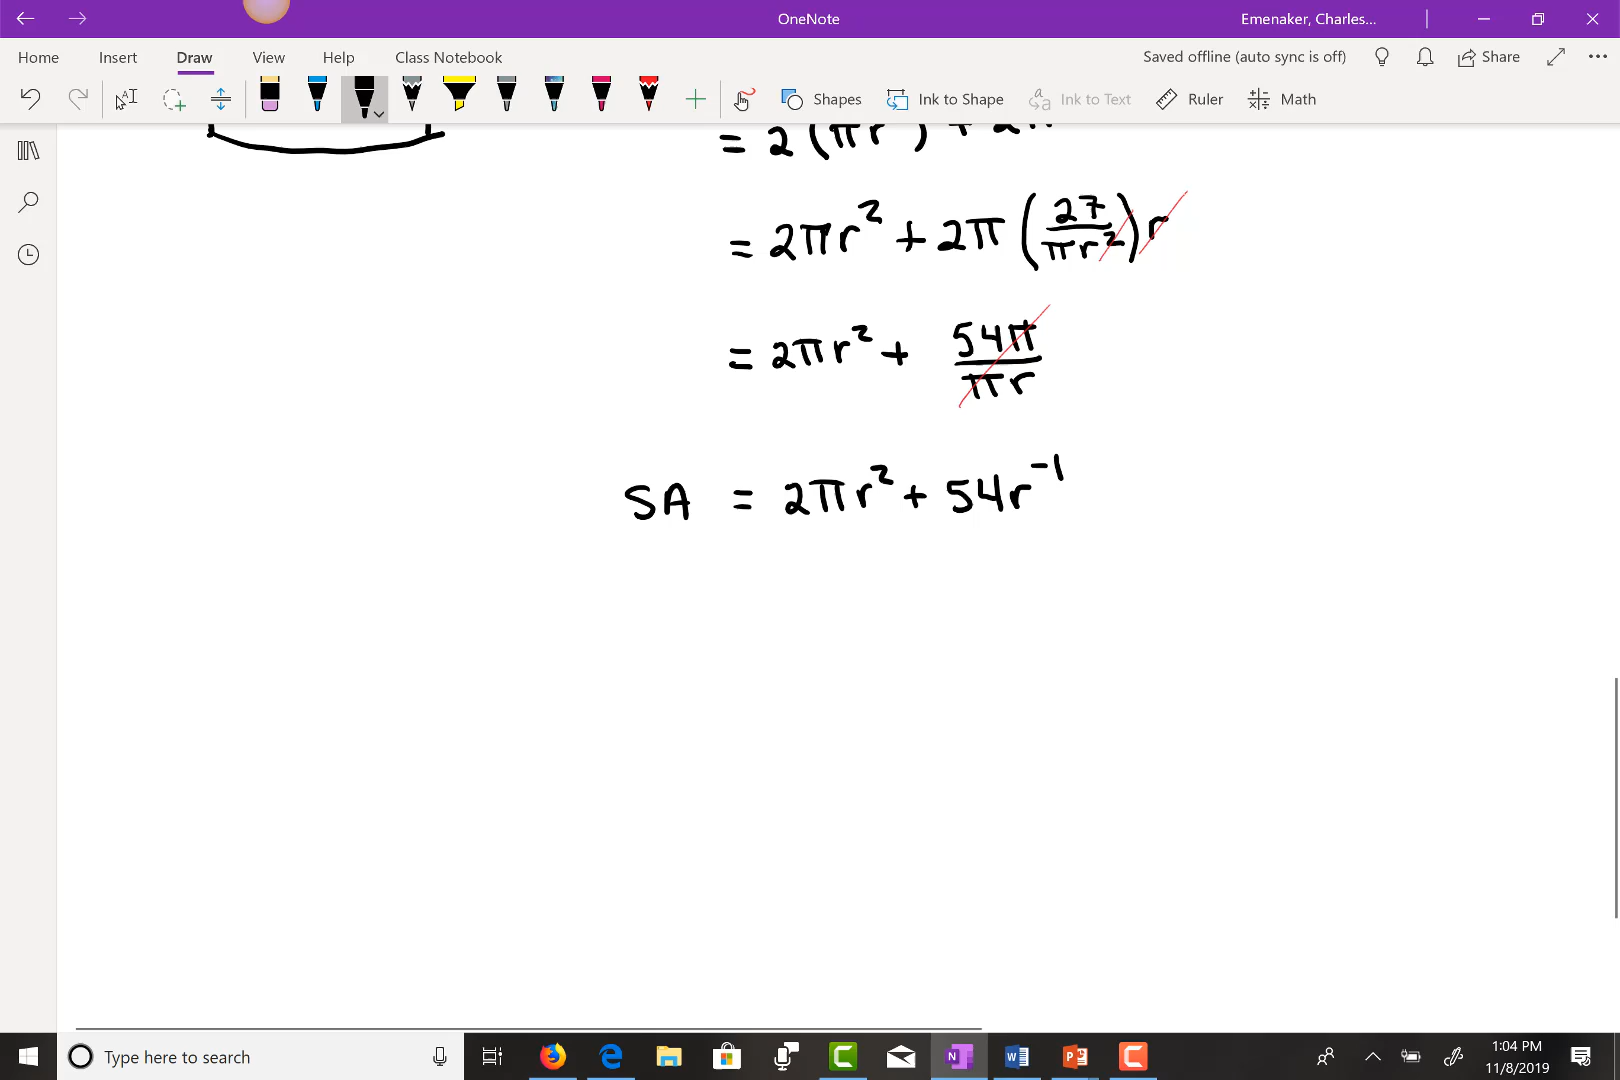 OneNote
Emenaker, Charles...
Home Insert Draw View Help Class Notebook
Saved offline (auto sync is off)
Share
Shapes
Ink to Shape
Ink to Text
Ruler
Math
= 2πr² + 2π(27/πr²)r
= 2πr² + 54π/πr
SA = 2πr² + 54r⁻¹
Type here to search
1:04 PM
11/8/2019